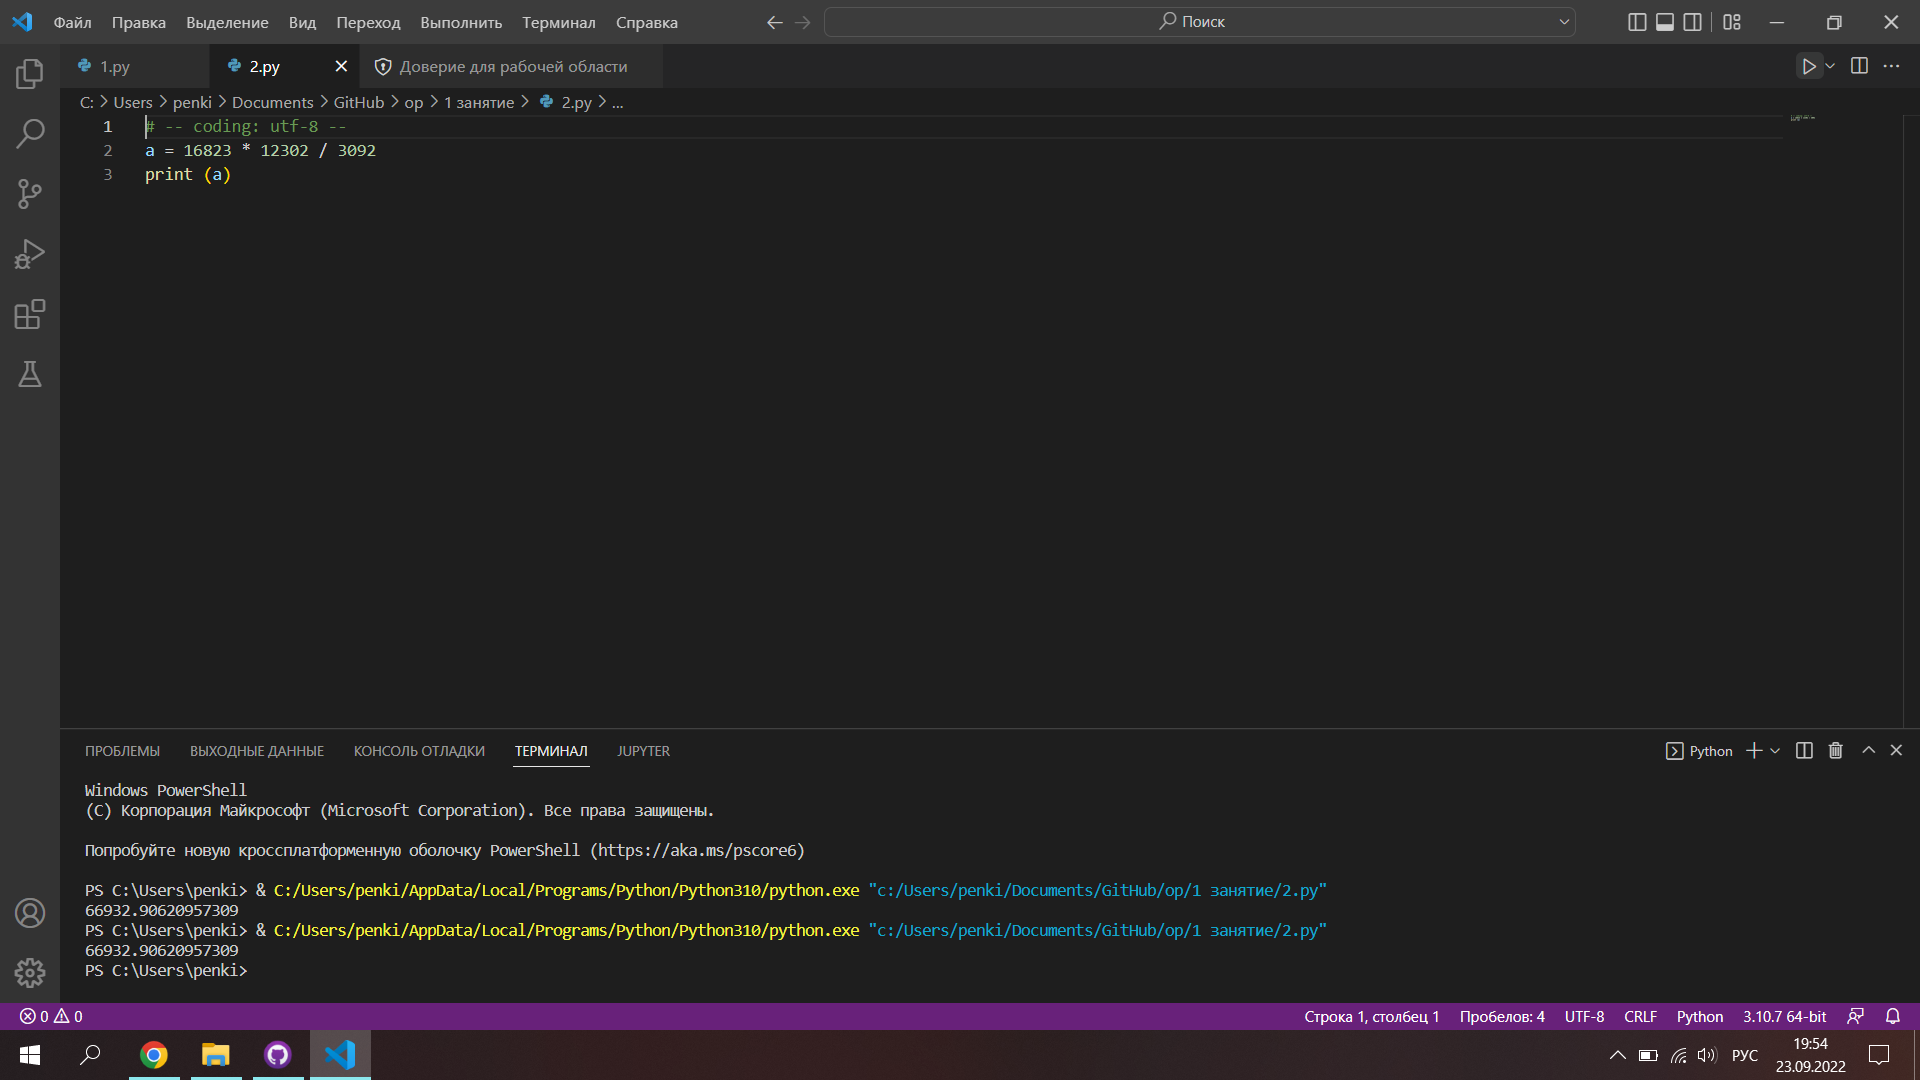 Файл Правка Выделение Вид Переход Выполнить Терминал Справка Поиск
1.py 2.py Доверие для рабочей области
C: > Users > penki > Documents > GitHub > op > 1 занятие > 2.py > ...
1 # -- coding: utf-8 --
2 a = 16823 * 12302 / 3092
3 print (a)
ПРОБЛЕМЫ ВЫХОДНЫЕ ДАННЫЕ КОНСОЛЬ ОТЛАДКИ ТЕРМИНАЛ JUPYTER Python
Windows PowerShell
(C) Корпорация Майкрософт (Microsoft Corporation). Все права защищены.
Попробуйте новую кроссплатформенную оболочку PowerShell (https://aka.ms/pscore6)
PS C:\Users\penki> & C:/Users/penki/AppData/Local/Programs/Python/Python310/python.exe "c:/Users/penki/Documents/GitHub/op/1 занятие/2.py"
66932.90620957309
PS C:\Users\penki> & C:/Users/penki/AppData/Local/Programs/Python/Python310/python.exe "c:/Users/penki/Documents/GitHub/op/1 занятие/2.py"
66932.90620957309
PS C:\Users\penki>
0 0 Строка 1, столбец 1 Пробелов: 4 UTF-8 CRLF Python 3.10.7 64-bit
РУС 19:54
23.09.2022